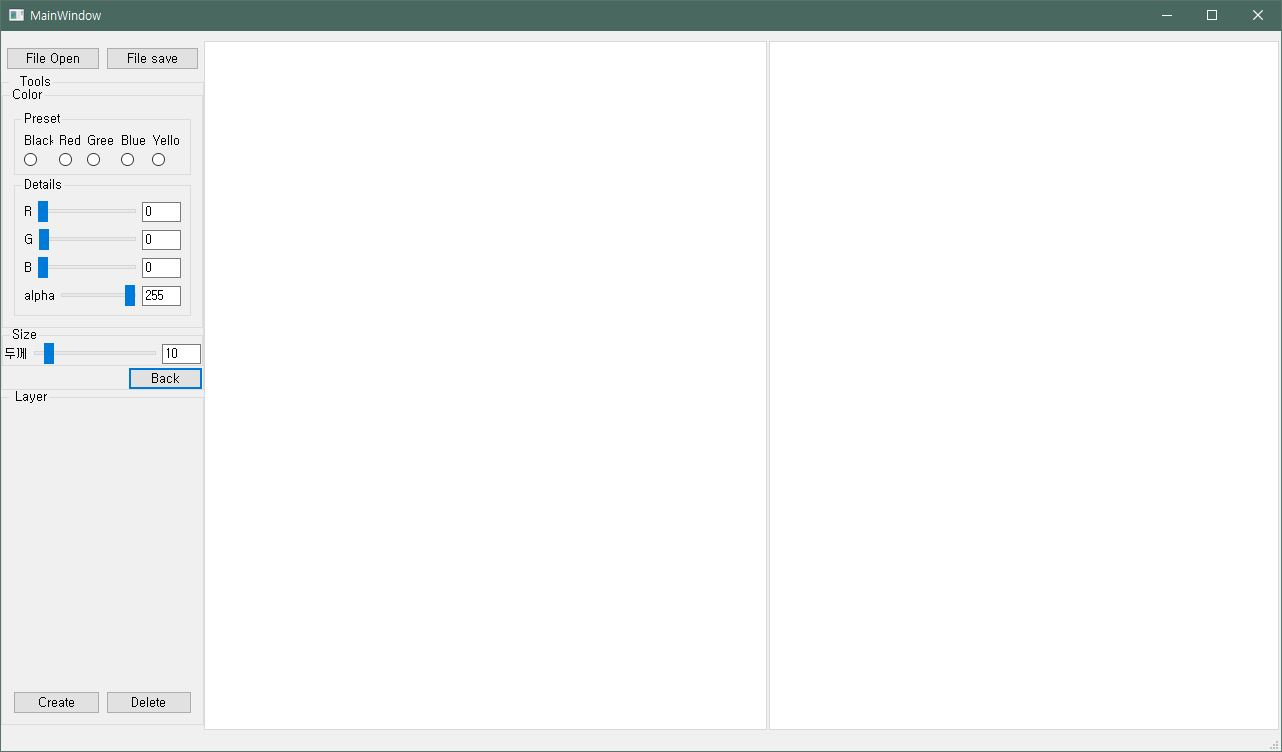 MainWindow
File Open File save
Tools
Color
Preset
Black Red Gree Blue Yello
Details
R 0
G 0
B 0
alpha 255
Size
두께 10
Back
Layer
Create Delete